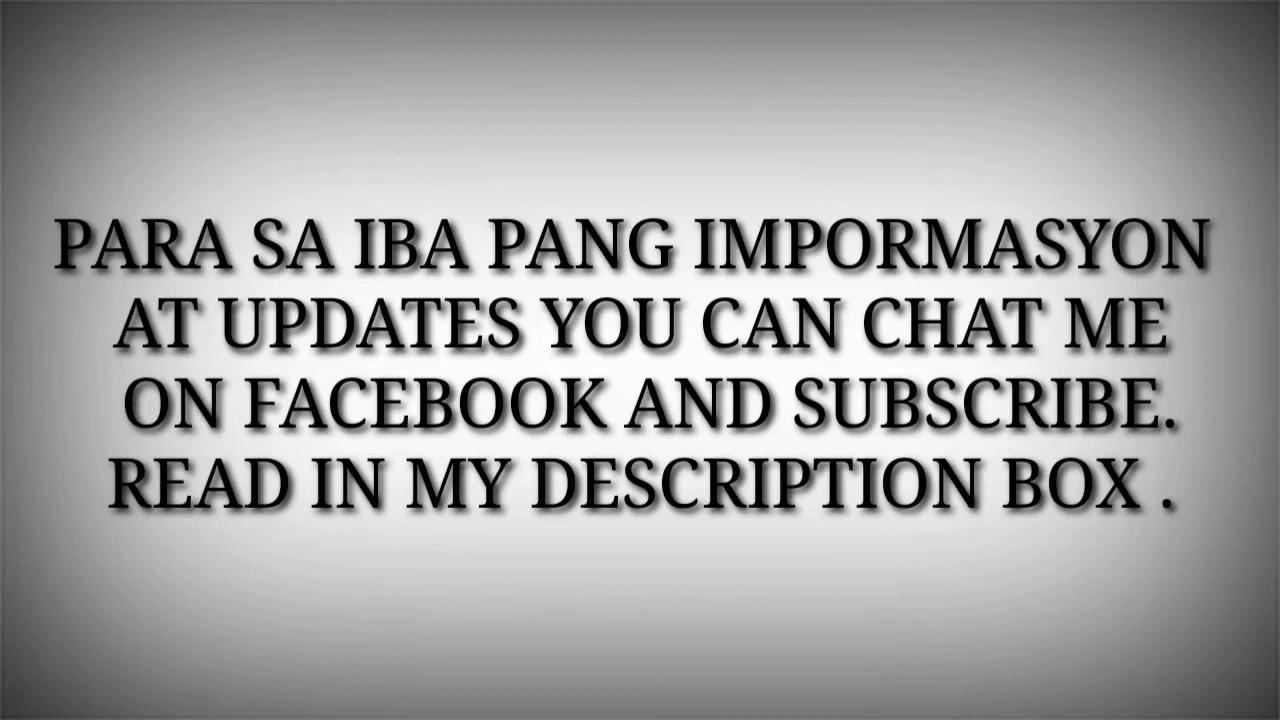 PARA SA IBA PANG IMPORMASYON
AT UPDATES YOU CAN CHAT ME
ON FACEBOOK AND SUBSCRIBE.
READ IN MY DESCRIPTION BOX .